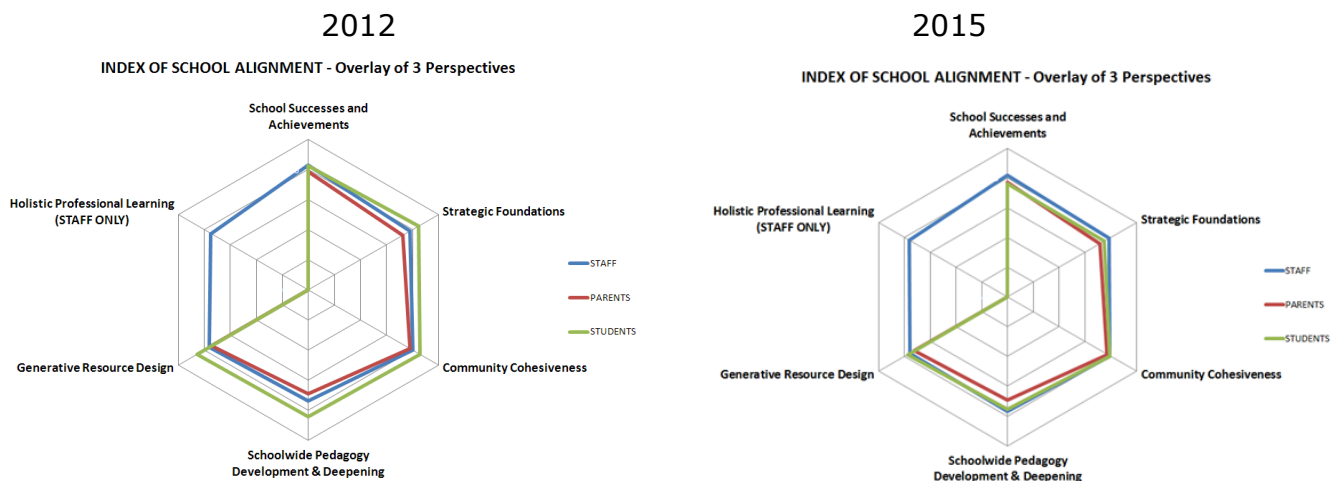 2012
2015
INDEX OF SCHOOL ALIGNMENT - Overlay of 3 Perspectives
School Successes and
Achievements
Holistic Professional Learning
(STAFF ONLY)
Strategic Foundations
STAFF
PARENTS
STUDENTS
Generative Resource Design
Community Cohesiveness
Schoolwide Pedagogy
Development & Deepening
INDEX OF SCHOOL ALIGNMENT - Overlay of 3 Perspectives
School Successes and
Achievements
Holistic Professional Learning
(STAFF ONLY)
Strategic Foundations
STAFF
PARENTS
STUDENTS
Generative Resource Design
Community Cohesiveness
Schoolwide Pedagogy
Development & Deepening